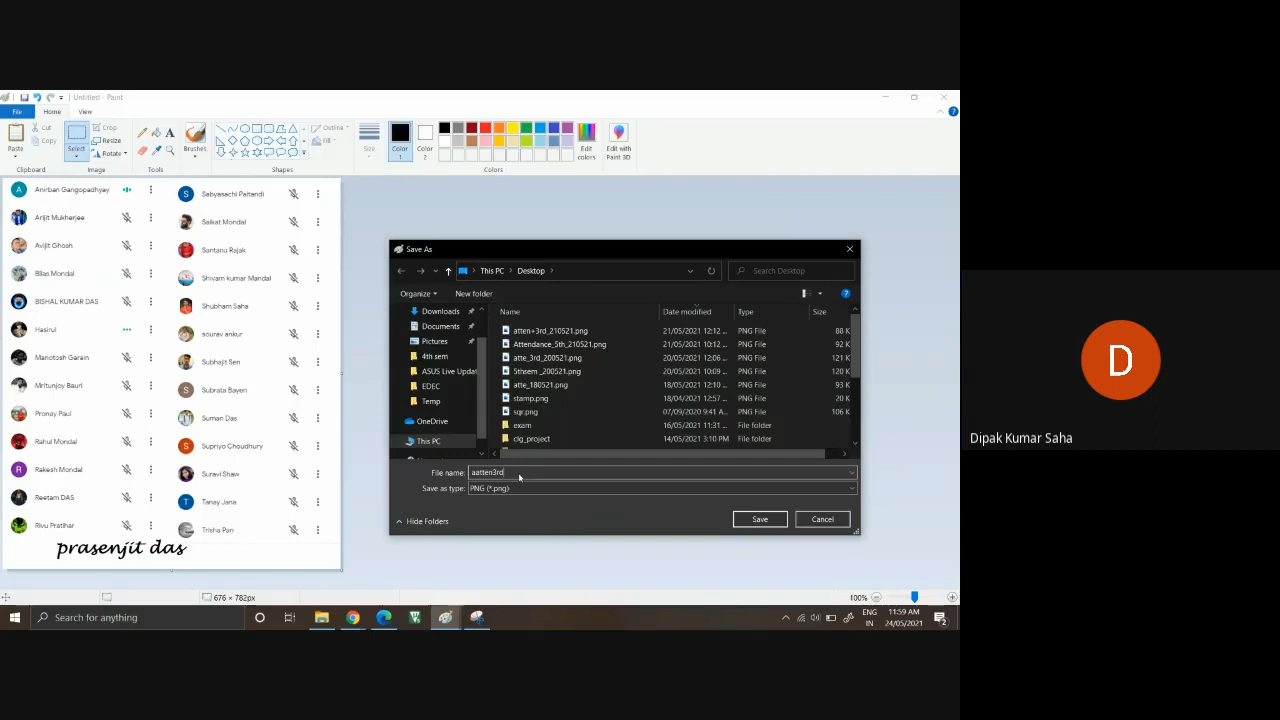 Untitled - Paint
File Home View
Paste
Cut
Copy
Clipboard
Select
Crop
Resize
Rotate
Image
Tools
Brushes
Outline
Fill
Shapes
Size
Color 1
Color 2
Edit colors
Colors
Edit with Paint 3D
A Anirban Gangopadhyay
Arijit Mukherjee
Avijit Ghosh
Bilas Mondal
BISHAL KUMAR DAS
Hasirul
Manotosh Garain
Mritunjoy Bauri
Pronay Paul
Rahul Mondal
R Rakesh Mondal
Reetam DAS
Rivu Pratihar
prasenjit das
S Sabyasachi Paltandi
Saikat Mondal
Santanu Rajak
Shivam kumar Mandal
Shubham Saha
sourav ankur
Subhajit Sen
S Subrata Bayen
Suman Das
S Supriyo Choudhury
Suravi Shaw
T Tanay Jana
Trisha Pan
Save As
This PC > Desktop >
Search Desktop
Organize New folder
Downloads
Documents
Pictures
4th sem
ASUS Live Updat
EDEC
Temp
OneDrive
This PC
Name Date modified Type Size
atten+3rd_210521.png 21/05/2021 12:12 ... PNG File 88 K
Attendance_5th_210521.png 21/05/2021 10:12 ... PNG File 92 K
atte_3rd_200521.png 20/05/2021 12:06 ... PNG File 121 K
5thsem _200521.png 20/05/2021 10:09 ... PNG File 120 K
atte_180521.png 18/05/2021 12:10 ... PNG File 93 K
stamp.png 18/04/2021 12:57 ... PNG File 20 K
sqr.png 07/09/2020 9:41 A... PNG File 106 K
exam 16/05/2021 11:31 ... File folder
clg_project 14/05/2021 3:10 PM File folder
File name: aatten3rd
Save as type: PNG (*.png)
Hide Folders
Save Cancel
676 × 782px
100%
Search for anything
ENG
IN
11:59 AM
24/05/2021
2
D
Dipak Kumar Saha